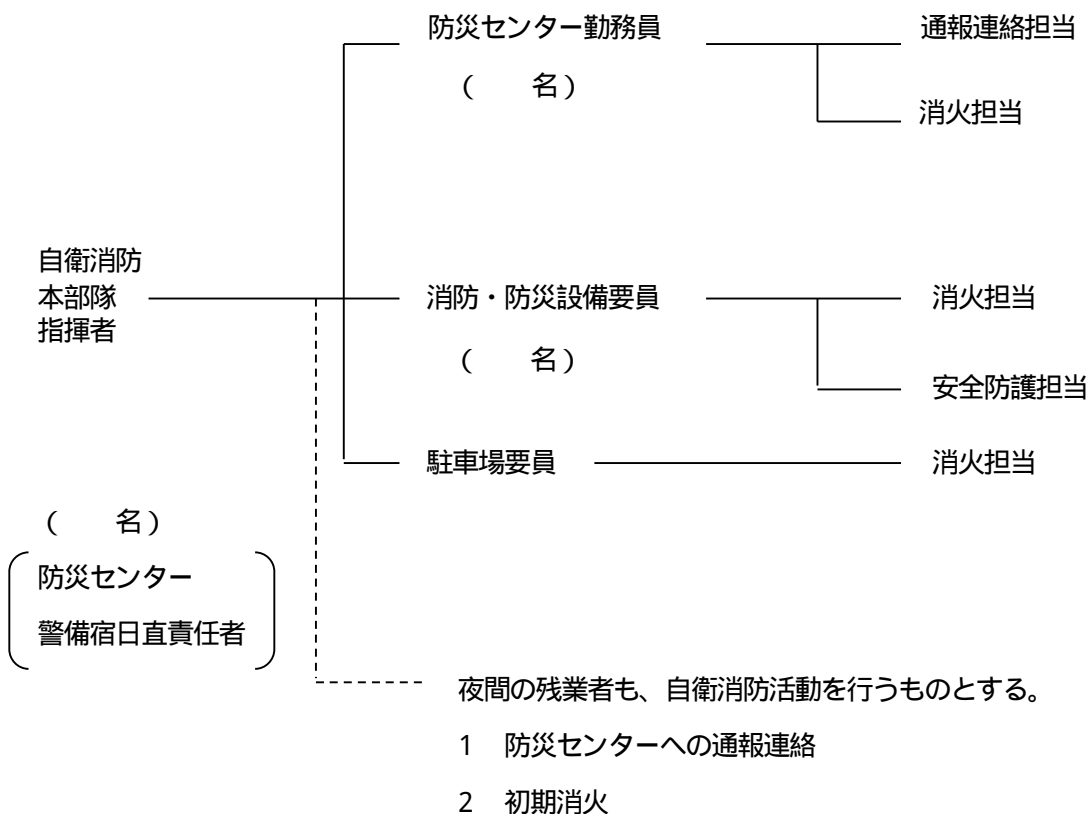 防災センター勤務員
(　　名)
通報連絡担当
消火担当
自衛消防
本部隊
指揮者
消防・防災設備要員
(　　名)
消火担当
安全防護担当
駐車場要員
消火担当
(　　名)
防災センター
警備宿日直責任者
夜間の残業者も、自衛消防活動を行うものとする。
1　防災センターへの通報連絡
2　初期消火